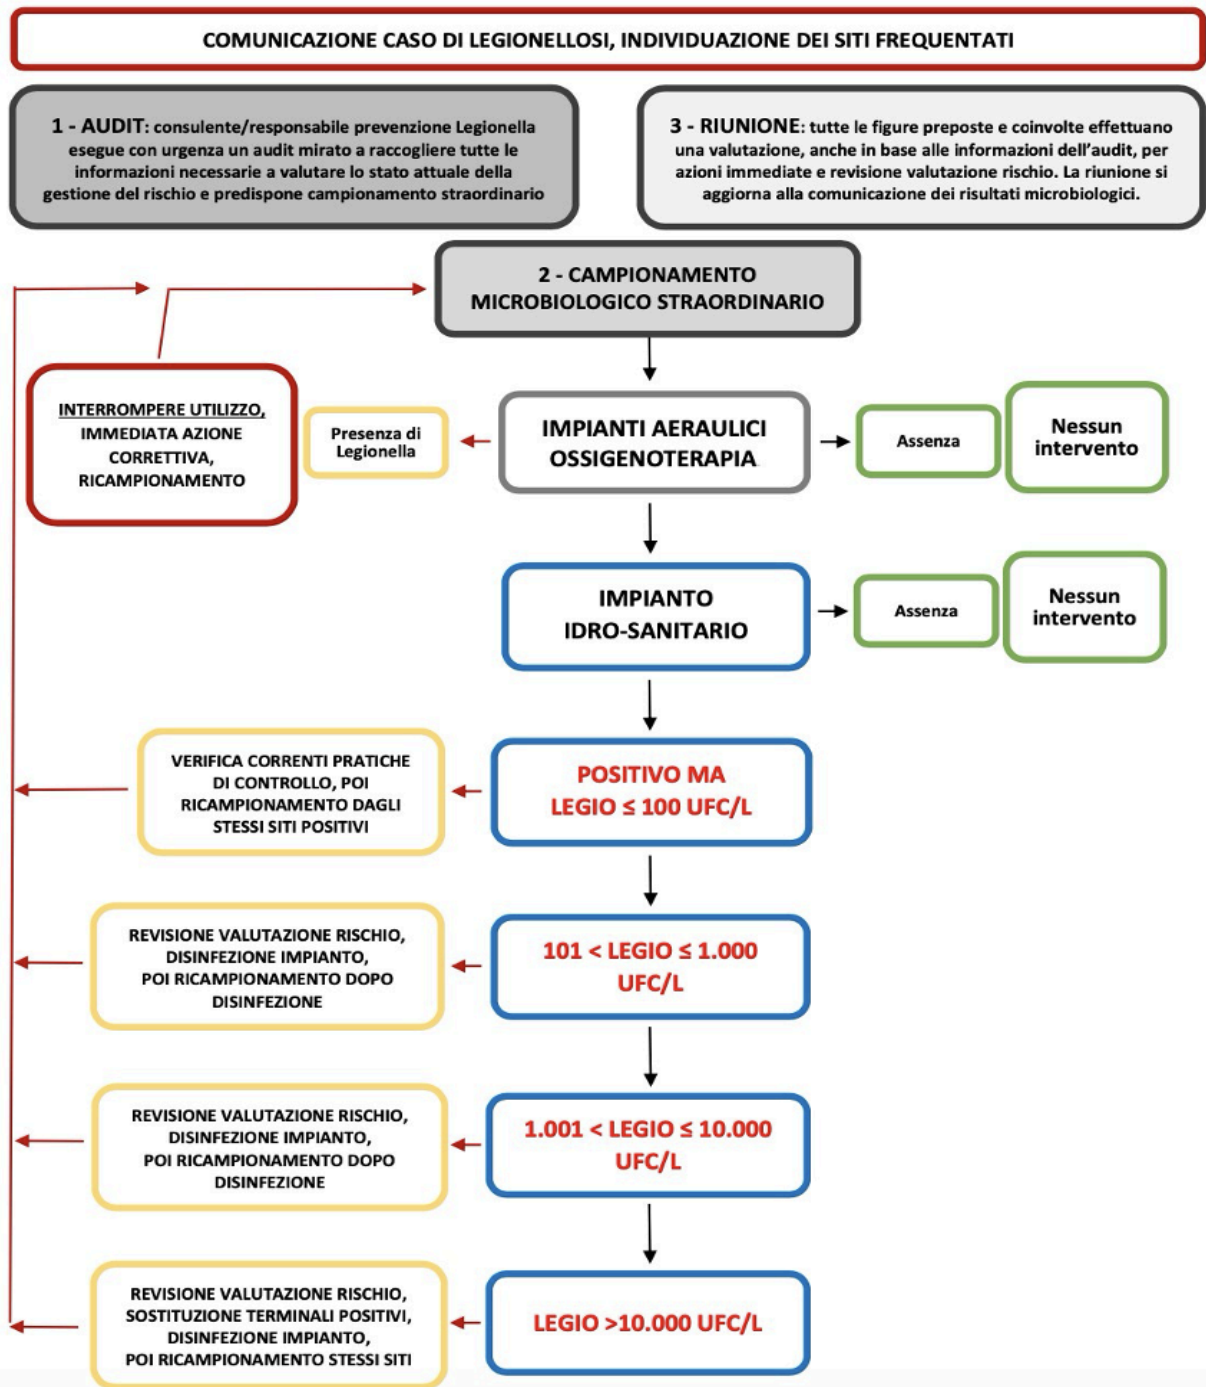 COMUNICAZIONE CASO DI LEGIONELLOSI, INDIVIDUAZIONE DEI SITI FREQUENTATI
1 - AUDIT: consulente/responsabile prevenzione Legionella
esegue con urgenza un audit mirato a raccogliere tutte le
informazioni necessarie a valutare lo stato attuale della
gestione del rischio e predispone campionamento straordinario
3 - RIUNIONE: tutte le figure preposte e coinvolte effettuano
una valutazione, anche in base alle informazioni dell'audit, per
azioni immediate e revisione valutazione rischio. La riunione si
aggiorna alla comunicazione dei risultati microbiologici.
2 - CAMPIONAMENTO
MICROBIOLOGICO STRAORDINARIO
INTERROMPERE UTILIZZO,
IMMEDIATA AZIONE
CORRETTIVA,
RICAMPIONAMENTO
Presenza di
Legionella
IMPIANTI AERAULICI
OSSIGENOTERAPIA
Assenza
Nessun
intervento
IMPIANTO
IDRO-SANITARIO
Assenza
Nessun
intervento
VERIFICA CORRENTI PRATICHE
DI CONTROLLO, POI
RICAMPIONAMENTO DAGLI
STESSI SITI POSITIVI
POSITIVO MA
LEGIO ≤ 100 UFC/L
REVISIONE VALUTAZIONE RISCHIO,
DISINFEZIONE IMPIANTO,
POI RICAMPIONAMENTO DOPO
DISINFEZIONE
101 < LEGIO ≤ 1.000
UFC/L
REVISIONE VALUTAZIONE RISCHIO,
DISINFEZIONE IMPIANTO,
POI RICAMPIONAMENTO DOPO
DISINFEZIONE
1.001 < LEGIO ≤ 10.000
UFC/L
REVISIONE VALUTAZIONE RISCHIO,
SOSTITUZIONE TERMINALI POSITIVI,
DISINFEZIONE IMPIANTO,
POI RICAMPIONAMENTO STESSI SITI
LEGIO >10.000 UFC/L